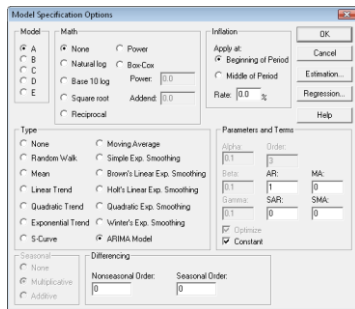 Model Specification Options
Model
A
B
C
D
E
Math
None
Natural log
Base 10 log
Square root
Reciprocal
Power
Box-Cox
Power: 0.0
Addend: 0.0
Inflation
Apply at:
Beginning of Period
Middle of Period
Rate: 0.0 %
OK
Cancel
Estimation...
Regression...
Help
Type
None
Random Walk
Mean
Linear Trend
Quadratic Trend
Exponential Trend
S-Curve
Moving Average
Simple Exp. Smoothing
Brown's Linear Exp. Smoothing
Holt's Linear Exp. Smoothing
Quadratic Exp. Smoothing
Winter's Exp. Smoothing
ARIMA Model
Parameters and Terms
Alpha: Order:
0.1 3
Beta: AR: MA:
0.1 1 0
Gamma: SAR: SMA:
0.1 0 0
Optimize
Constant
Seasonal
None
Multiplicative
Additive
Differencing
Nonseasonal Order: Seasonal Order:
0 0